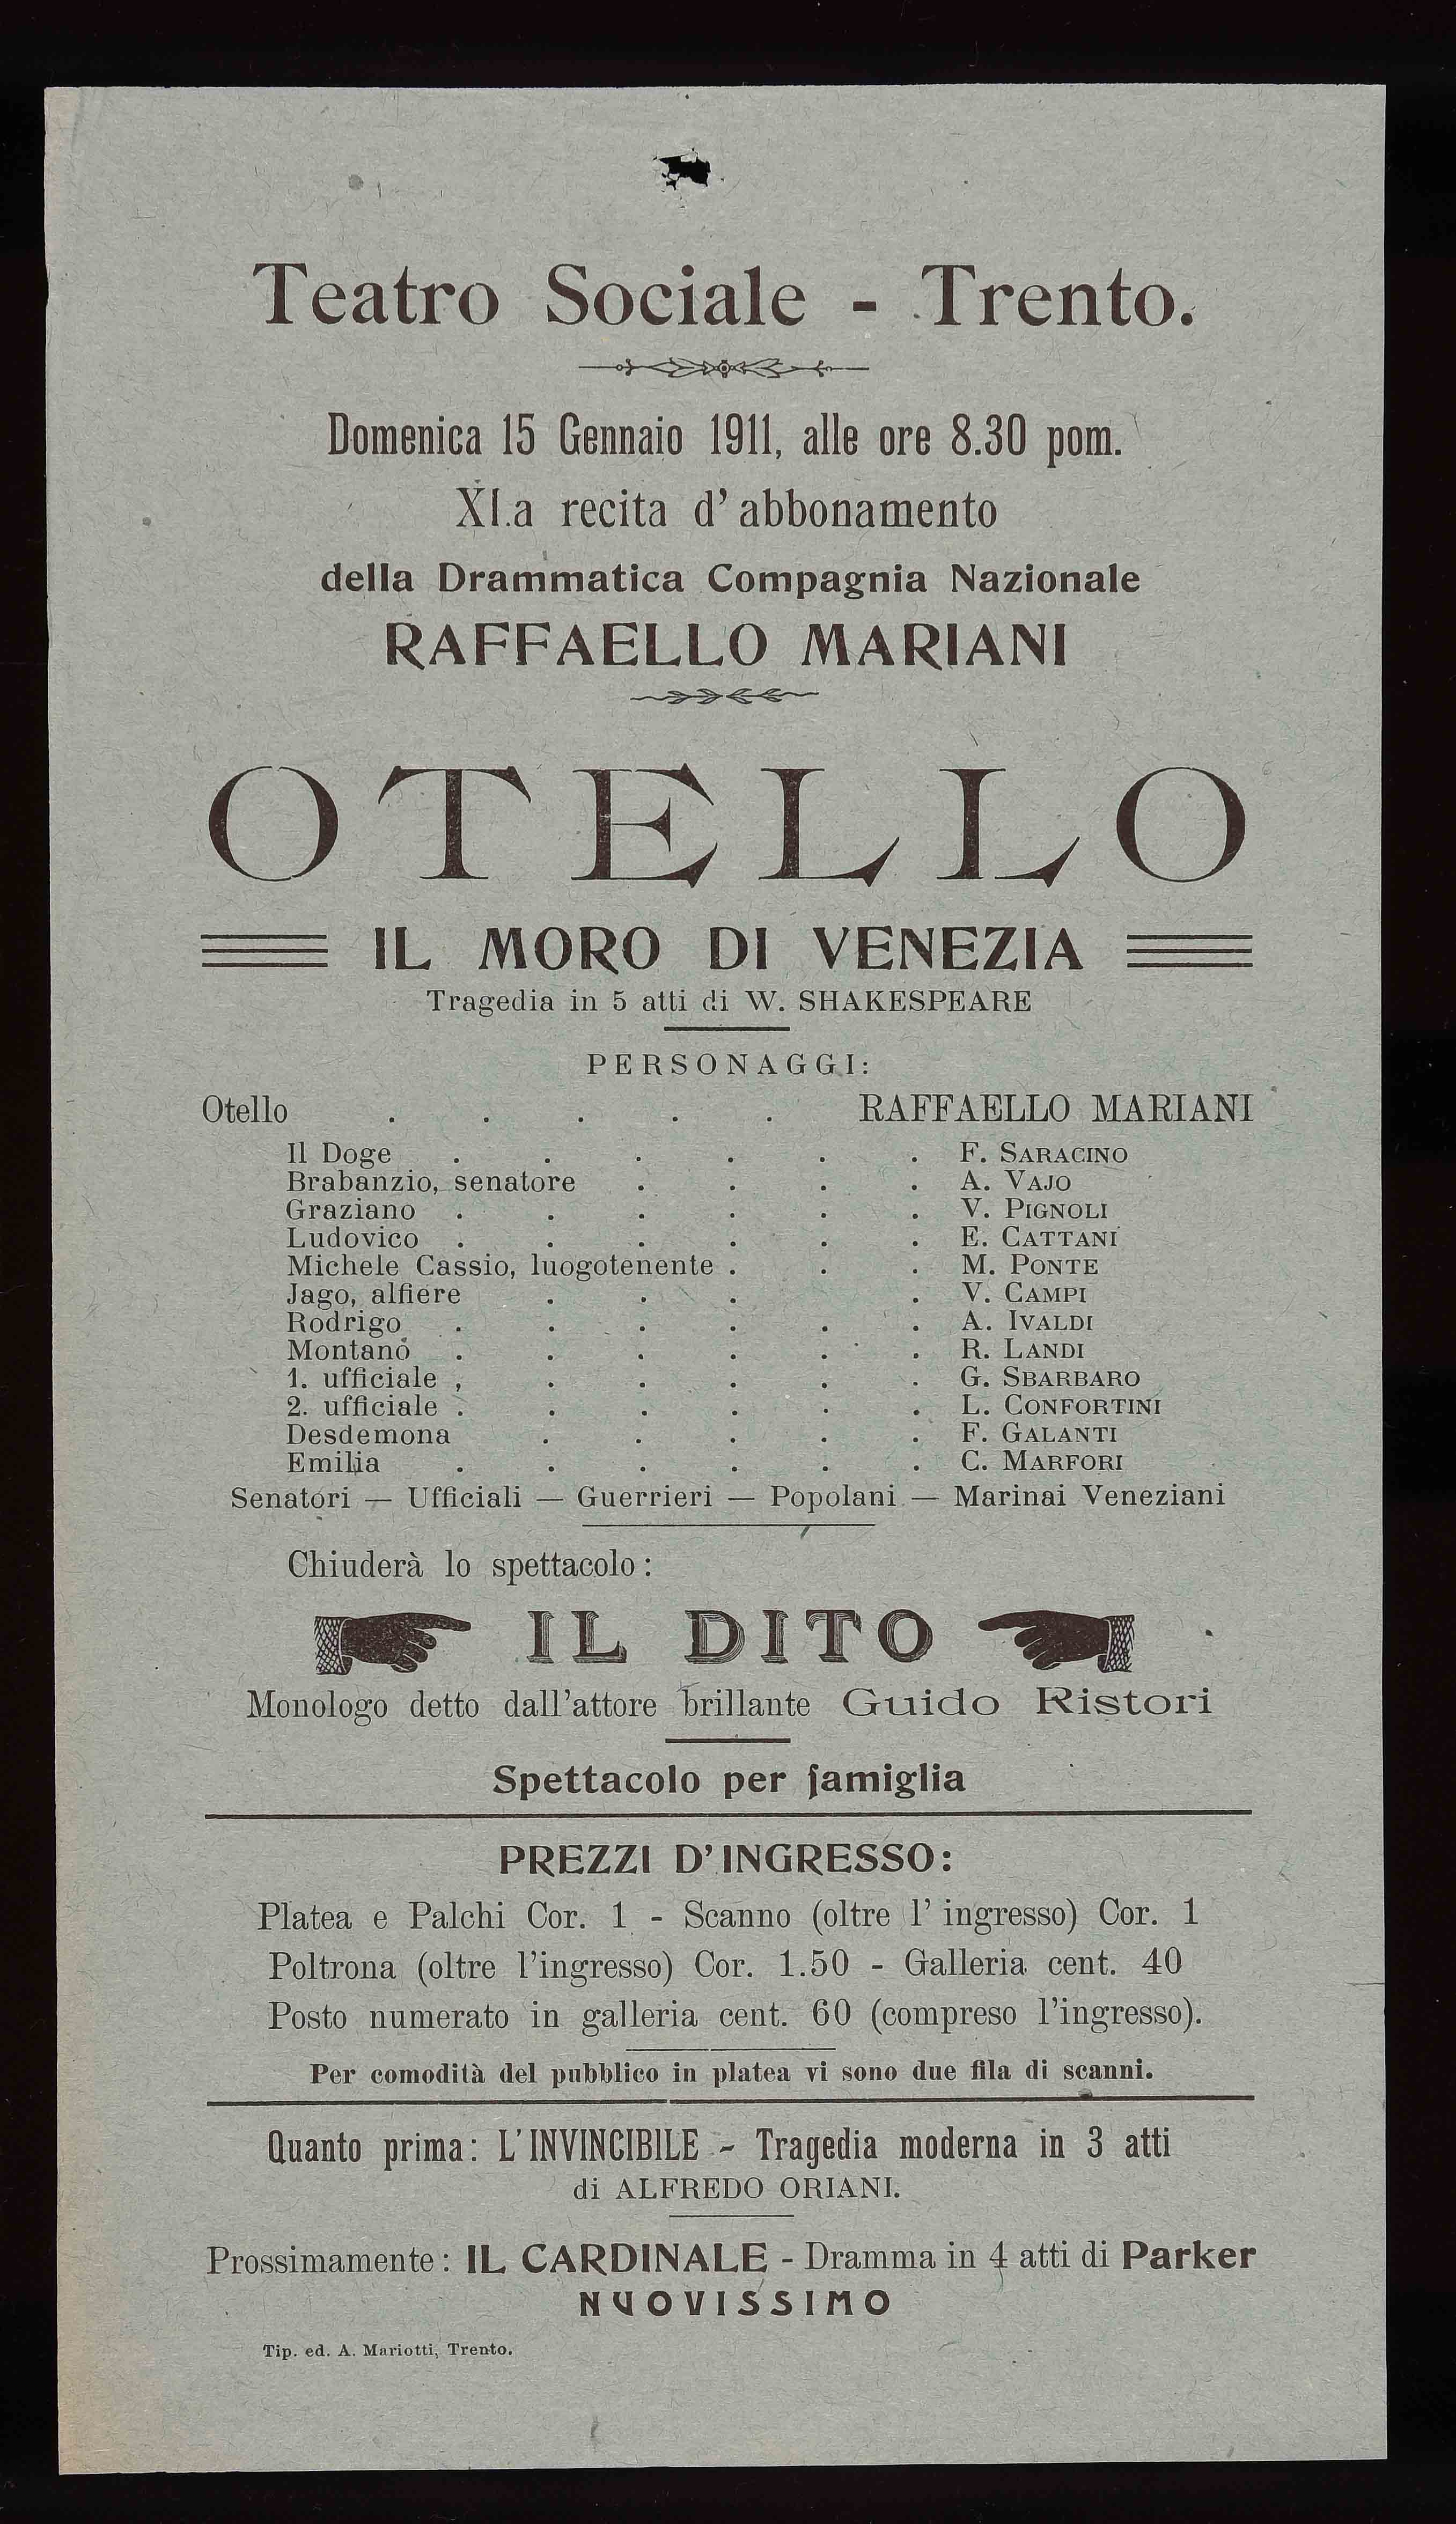 Teatro Sociale - Trento.
Domenica 15 Gennaio 1911, alle ore 8.30 pom.
XI.a recita d'abbonamento
della Drammatica Compagnia Nazionale
RAFFAELLO MARIANI
OTELLO
IL MORO DI VENEZIA
Tragedia in 5 atti di W. SHAKESPEARE
PERSONAGGI:
Otello . . . . . RAFFAELLO MARIANI
Il Doge . . . . . . F. SARACINO
Brabanzio, senatore . . . . A. VAJO
Graziano . . . . . . V. PIGNOLI
Ludovico . . . . . . E. CATTANI
Michele Cassio, luogotenente . . . M. PONTE
Jago, alfiere . . . . V. CAMPI
Rodrigo . . . . . . A. IVALDI
Montano . . . . . . R. LANDI
1. ufficiale , . . . . . G. SBARBARO
2. ufficiale . . . . . . L. CONFORTINI
Desdemona . . . . . F. GALANTI
Emilia . . . . . . C. MARFORI
Senatori — Ufficiali — Guerrieri — Popolani — Marinai Veneziani
Chiuderà lo spettacolo:
IL DITO
Monologo detto dall'attore brillante Guido Ristori
Spettacolo per famiglia
PREZZI D'INGRESSO:
Platea e Palchi Cor. 1 - Scanno (oltre l'ingresso) Cor. 1
Poltrona (oltre l'ingresso) Cor. 1.50 - Galleria cent. 40
Posto numerato in galleria cent. 60 (compreso l'ingresso).
Per comodità del pubblico in platea vi sono due fila di scanni.
Quanto prima: L'INVINCIBILE - Tragedia moderna in 3 atti
di ALFREDO ORIANI.
Prossimamente: IL CARDINALE - Dramma in 4 atti di Parker
NUOVISSIMO
Tip. ed. A. Mariotti, Trento.